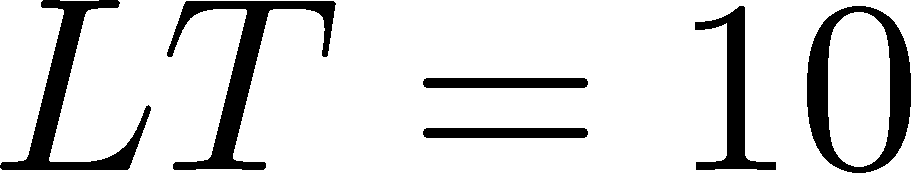 LT = 10